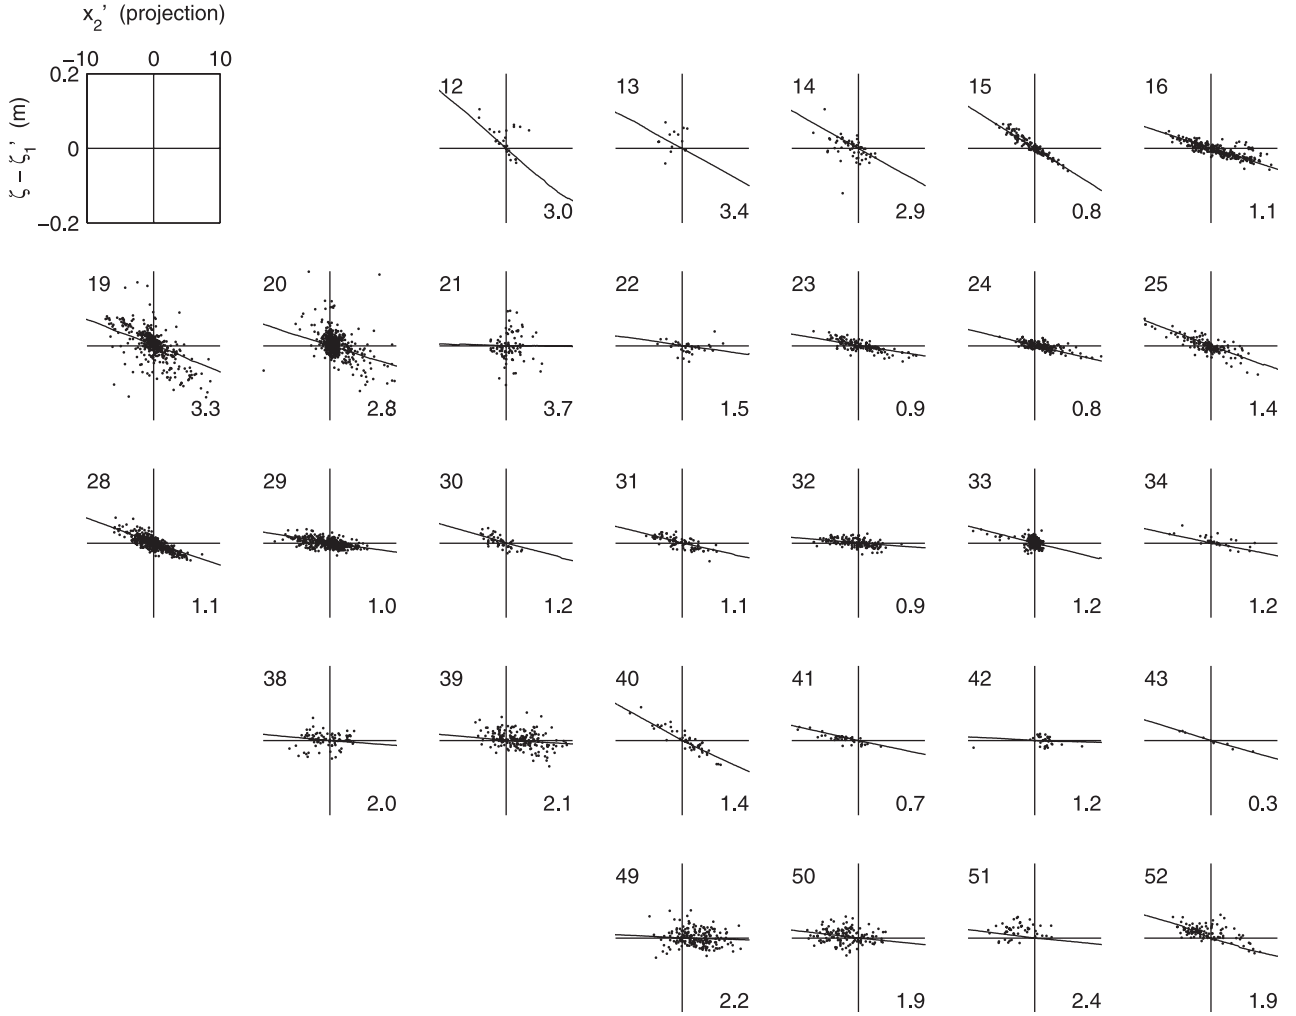 x2' (projection)
−10 0 10
0.2
0
−0.2
ζ − ζ1' (m)
12 13 14 15 16
3.0 3.4 2.9 0.8 1.1
19 20 21 22 23 24 25
3.3 2.8 3.7 1.5 0.9 0.8 1.4
28 29 30 31 32 33 34
1.1 1.0 1.2 1.1 0.9 1.2 1.2
38 39 40 41 42 43
2.0 2.1 1.4 0.7 1.2 0.3
49 50 51 52
2.2 1.9 2.4 1.9